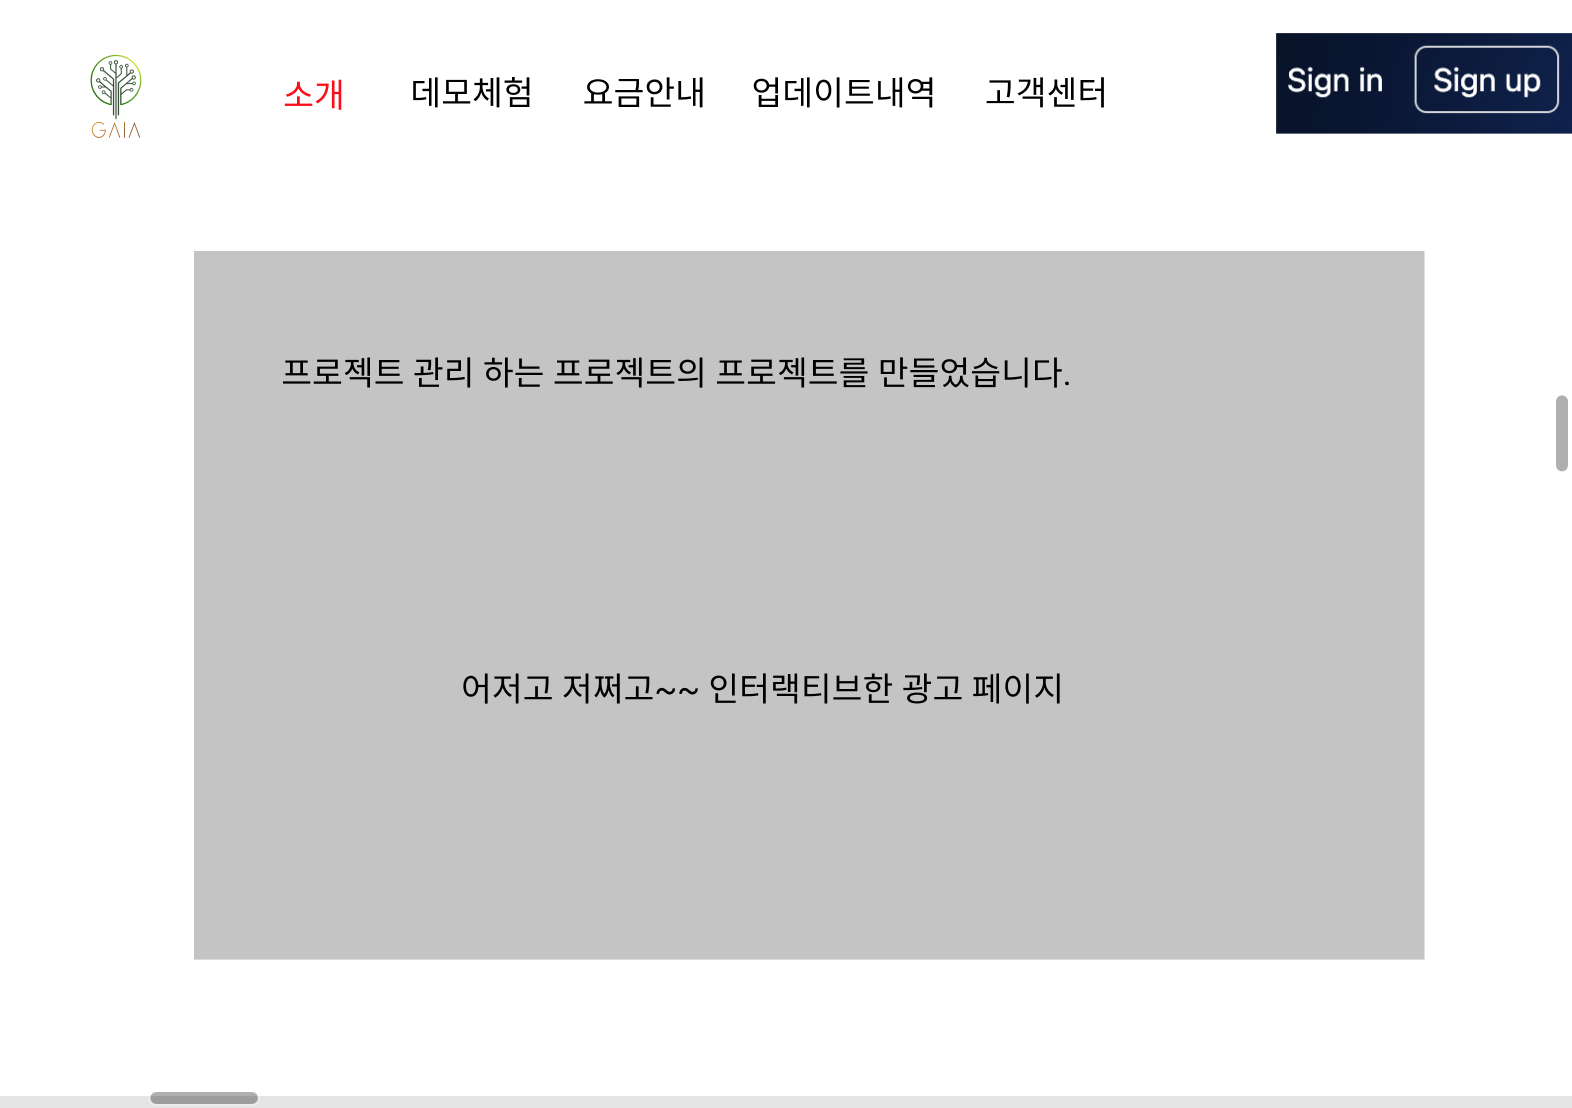 GAIA
소개 데모체험 요금안내 업데이트내역 고객센터 Sign in Sign up
프로젝트 관리 하는 프로젝트의 프로젝트를 만들었습니다.
어저고 저쩌고~~ 인터랙티브한 광고 페이지